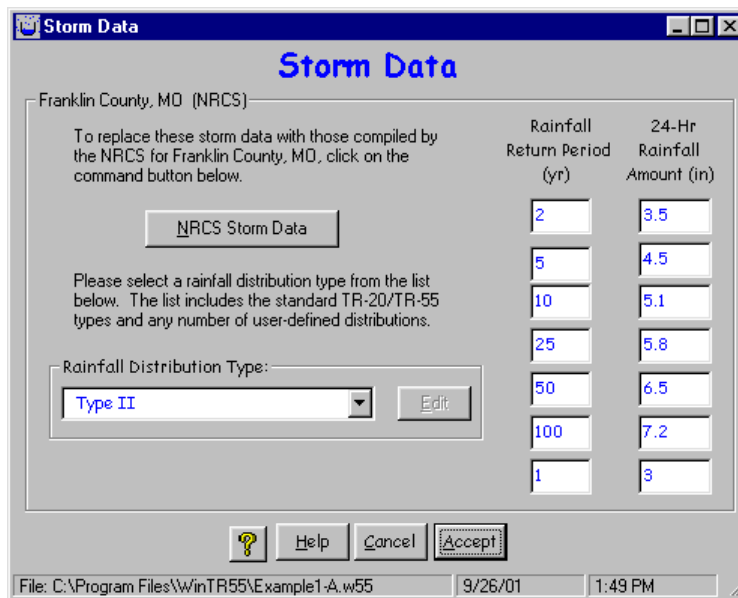 Storm Data
Storm Data
Franklin County, MO (NRCS)
To replace these storm data with those compiled by
the NRCS for Franklin County, MO, click on the
command button below.
NRCS Storm Data
Please select a rainfall distribution type from the list
below. The list includes the standard TR-20/TR-55
types and any number of user-defined distributions.
Rainfall Distribution Type:
Type II
Edit
Rainfall
Return Period
(yr)
24-Hr
Rainfall
Amount (in)
2 3.5
5 4.5
10 5.1
25 5.8
50 6.5
100 7.2
1 3
? Help Cancel Accept
File: C:\Program Files\WinTR55\Example1-A.w55 9/26/01 1:49 PM